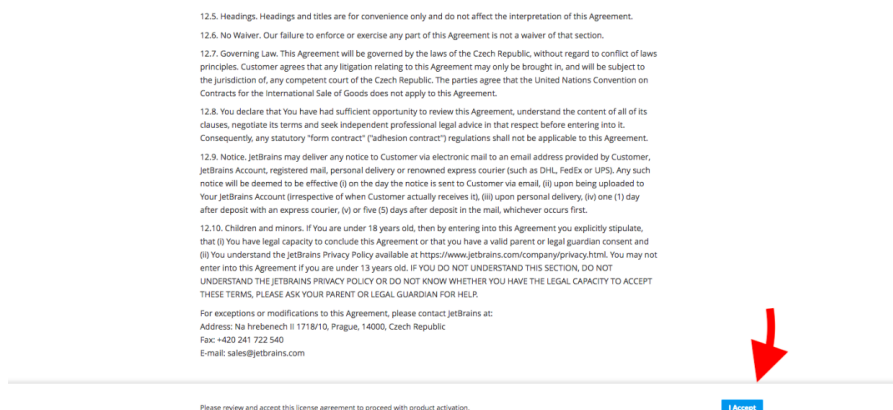 12.5. Headings. Headings and titles are for convenience only and do not affect the interpretation of this Agreement.
12.6. No Waiver. Our failure to enforce or exercise any part of this Agreement is not a waiver of that section.
12.7. Governing Law. This Agreement will be governed by the laws of the Czech Republic, without regard to conflict of laws
principles. Customer agrees that any litigation relating to this Agreement may only be brought in, and will be subject to
the jurisdiction of, any competent court of the Czech Republic. The parties agree that the United Nations Convention on
Contracts for the International Sale of Goods does not apply to this Agreement.
12.8. You declare that You have had sufficient opportunity to review this Agreement, understand the content of all of its
clauses, negotiate its terms and seek independent professional legal advice in that respect before entering into it.
Consequently, any statutory "form contract" ("adhesion contract") regulations shall not be applicable to this Agreement.
12.9. Notice. JetBrains may deliver any notice to Customer via electronic mail to an email address provided by Customer,
JetBrains Account, registered mail, personal delivery or renowned express courier (such as DHL, FedEx or UPS). Any such
notice will be deemed to be effective (i) on the day the notice is sent to Customer via email, (ii) upon being uploaded to
Your JetBrains Account (irrespective of when Customer actually receives it), (iii) upon personal delivery, (iv) one (1) day
after deposit with an express courier, (v) or five (5) days after deposit in the mail, whichever occurs first.
12.10. Children and minors. If You are under 18 years old, then by entering into this Agreement you explicitly stipulate,
that (i) You have legal capacity to conclude this Agreement or that you have a valid parent or legal guardian consent and
(ii) You understand the JetBrains Privacy Policy available at https://www.jetbrains.com/company/privacy.html. You may not
enter into this Agreement if you are under 13 years old. IF YOU DO NOT UNDERSTAND THIS SECTION, DO NOT
UNDERSTAND THE JETBRAINS PRIVACY POLICY OR DO NOT KNOW WHETHER YOU HAVE THE LEGAL CAPACITY TO ACCEPT
THESE TERMS, PLEASE ASK YOUR PARENT OR LEGAL GUARDIAN FOR HELP.
For exceptions or modifications to this Agreement, please contact JetBrains at:
Address: Na hrebenech II 1718/10, Prague, 14000, Czech Republic
Fax: +420 241 722 540
E-mail: sales@jetbrains.com
Please review and accept this license agreement to proceed with product activation.
I Accept